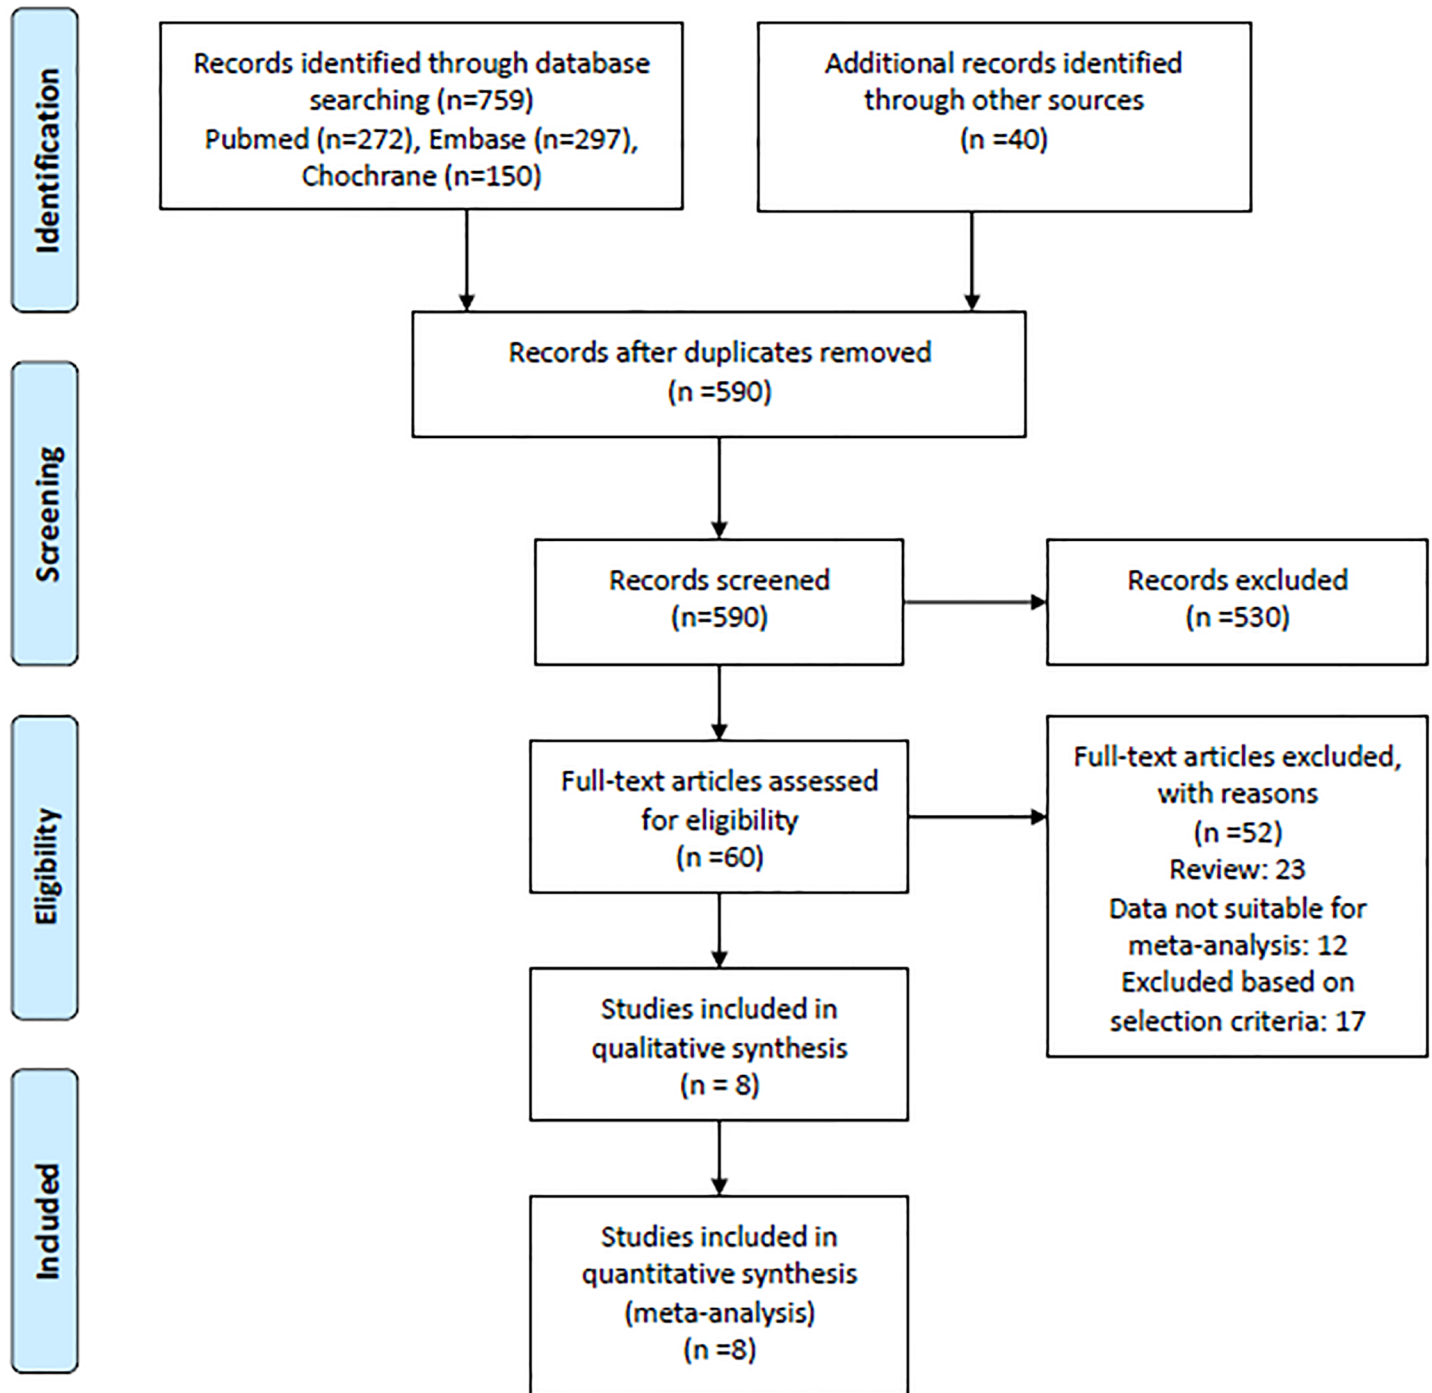 Identification
Records identified through database
searching (n=759)
Pubmed (n=272), Embase (n=297),
Chochrane (n=150)
Additional records identified
through other sources
(n =40)
Records after duplicates removed
(n =590)
Screening
Records screened
(n=590)
Records excluded
(n =530)
Eligibility
Full-text articles assessed
for eligibility
(n =60)
Full-text articles excluded,
with reasons
(n =52)
Review: 23
Data not suitable for
meta-analysis: 12
Excluded based on
selection criteria: 17
Studies included in
qualitative synthesis
(n = 8)
Included
Studies included in
quantitative synthesis
(meta-analysis)
(n =8)